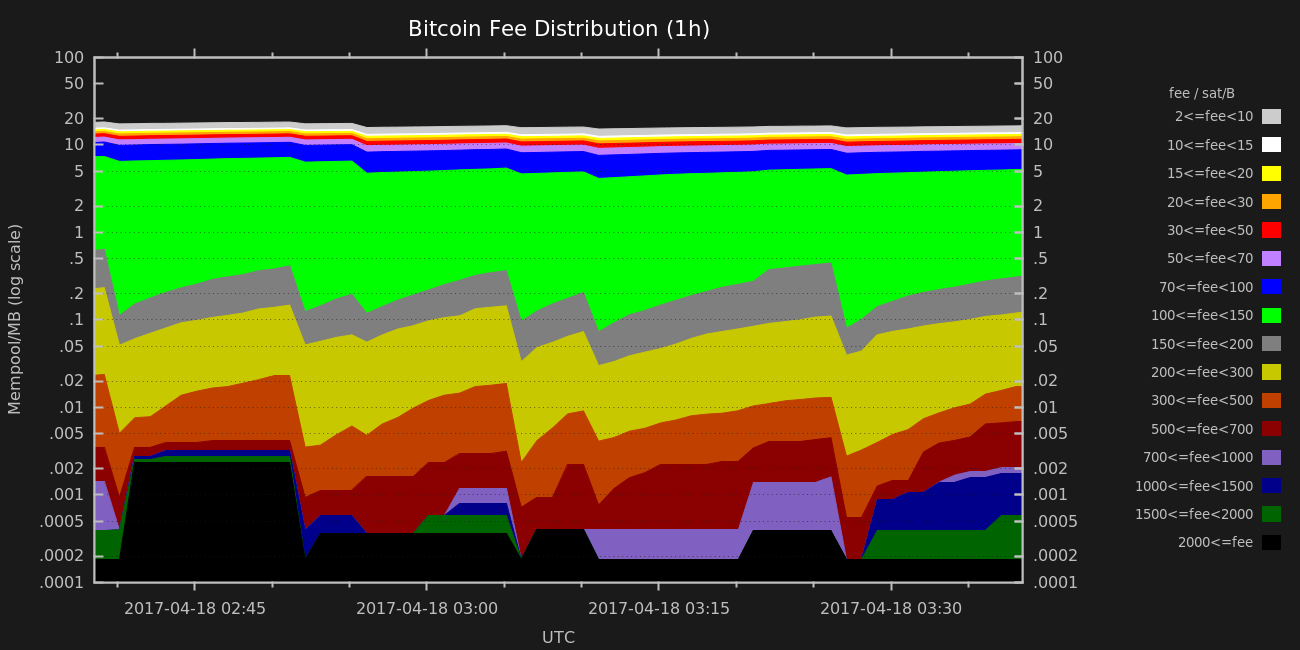 Bitcoin Fee Distribution (1h)
100 100
50 50
20 20
10 10
5 5
2 2
1 1
.5 .5
.2 .2
.1 .1
.05 .05
.02 .02
.01 .01
.005 .005
.002 .002
.001 .001
.0005 .0005
.0002 .0002
.0001 .0001
Mempool/MB (log scale)
2017-04-18 02:45 2017-04-18 03:00 2017-04-18 03:15 2017-04-18 03:30
UTC
fee / sat/B
2<=fee<10
10<=fee<15
15<=fee<20
20<=fee<30
30<=fee<50
50<=fee<70
70<=fee<100
100<=fee<150
150<=fee<200
200<=fee<300
300<=fee<500
500<=fee<700
700<=fee<1000
1000<=fee<1500
1500<=fee<2000
2000<=fee